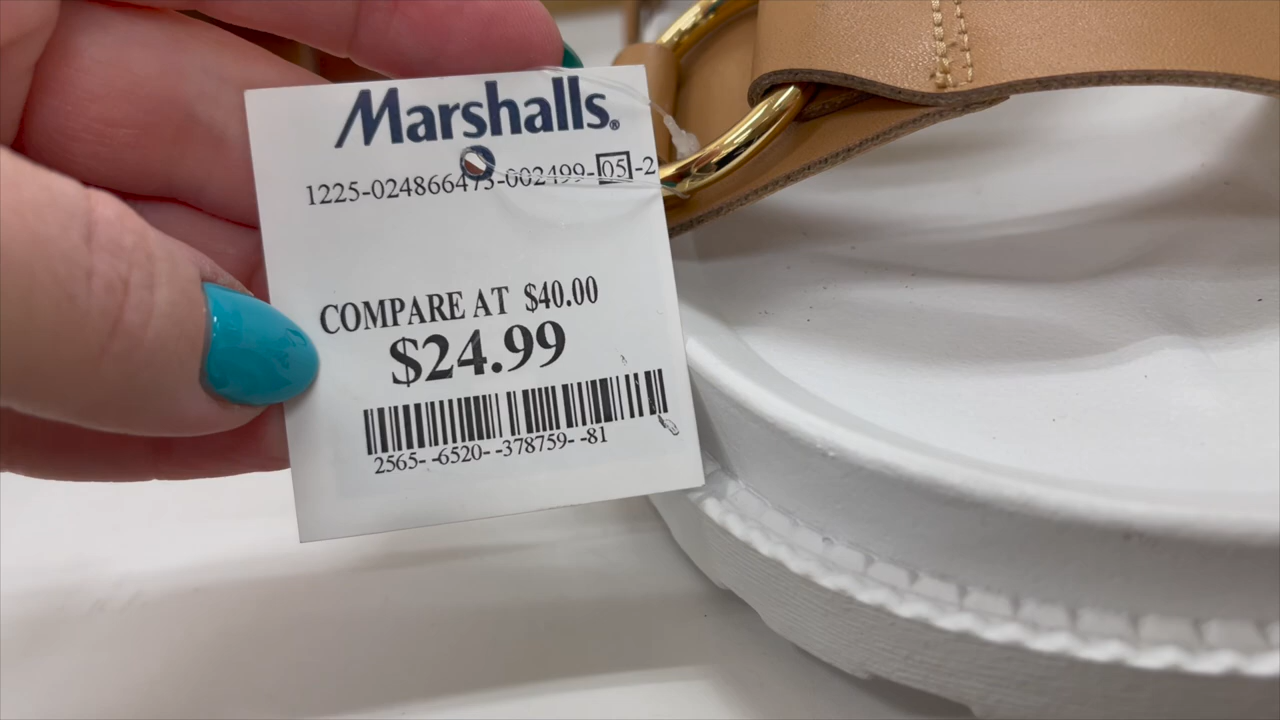 Marshalls®
1225-024866473-002499-05-2
COMPARE AT $40.00
$24.99
2565- -6520- -378759- -81